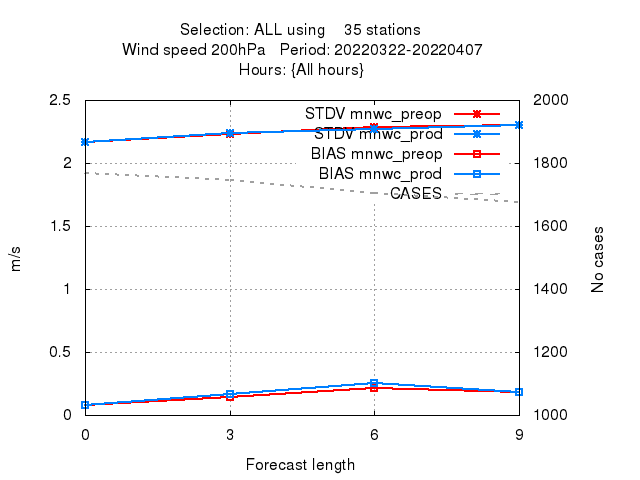 Selection: ALL using    35 stations
Wind speed 200hPa   Period: 20220322-20220407
Hours: {All hours}
2.5
2000
STDV mnwc_preop
STDV mnwc_prod
2
1800
BIAS mnwc_preop
BIAS mnwc_prod
CASES
1.5
1600
m/s
No cases
1
1400
0.5
1200
0
1000
0
3
6
9
Forecast length